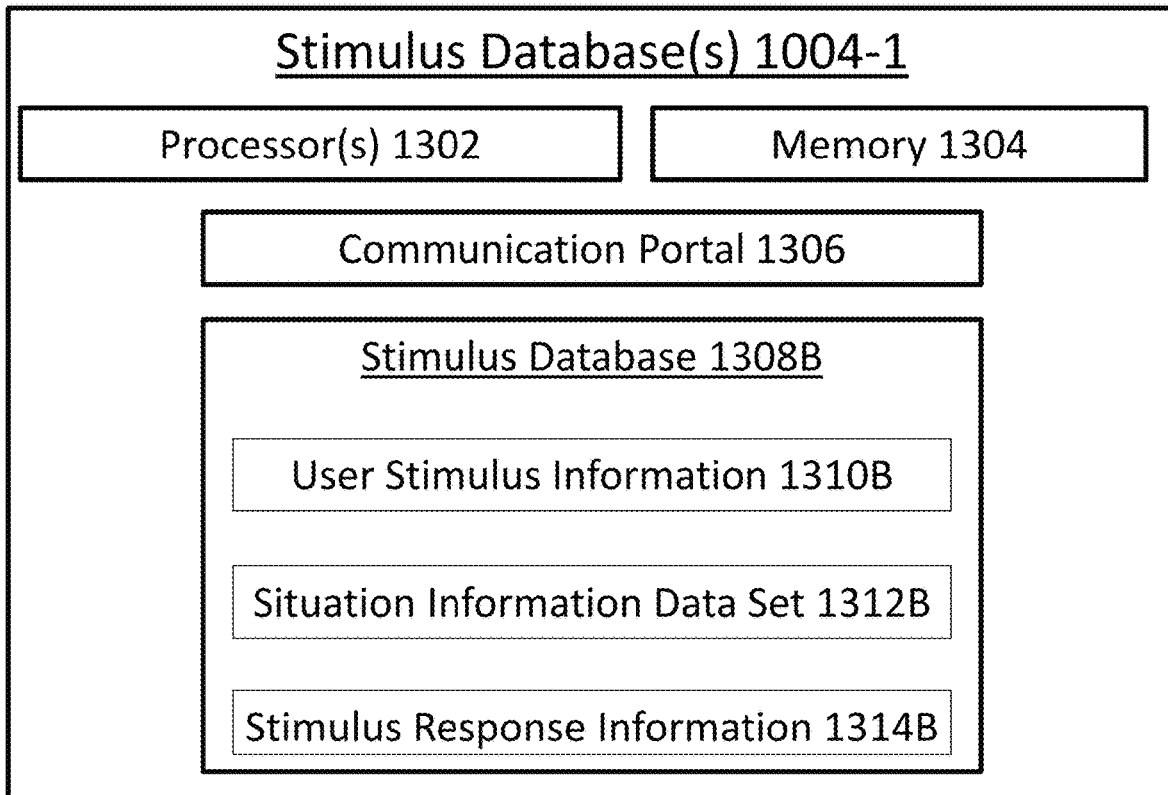 Stimulus Database(s) 1004-1
Processor(s) 1302
Memory 1304
Communication Portal 1306
Stimulus Database 1308B
User Stimulus Information 1310B
Situation Information Data Set 1312B
Stimulus Response Information 1314B